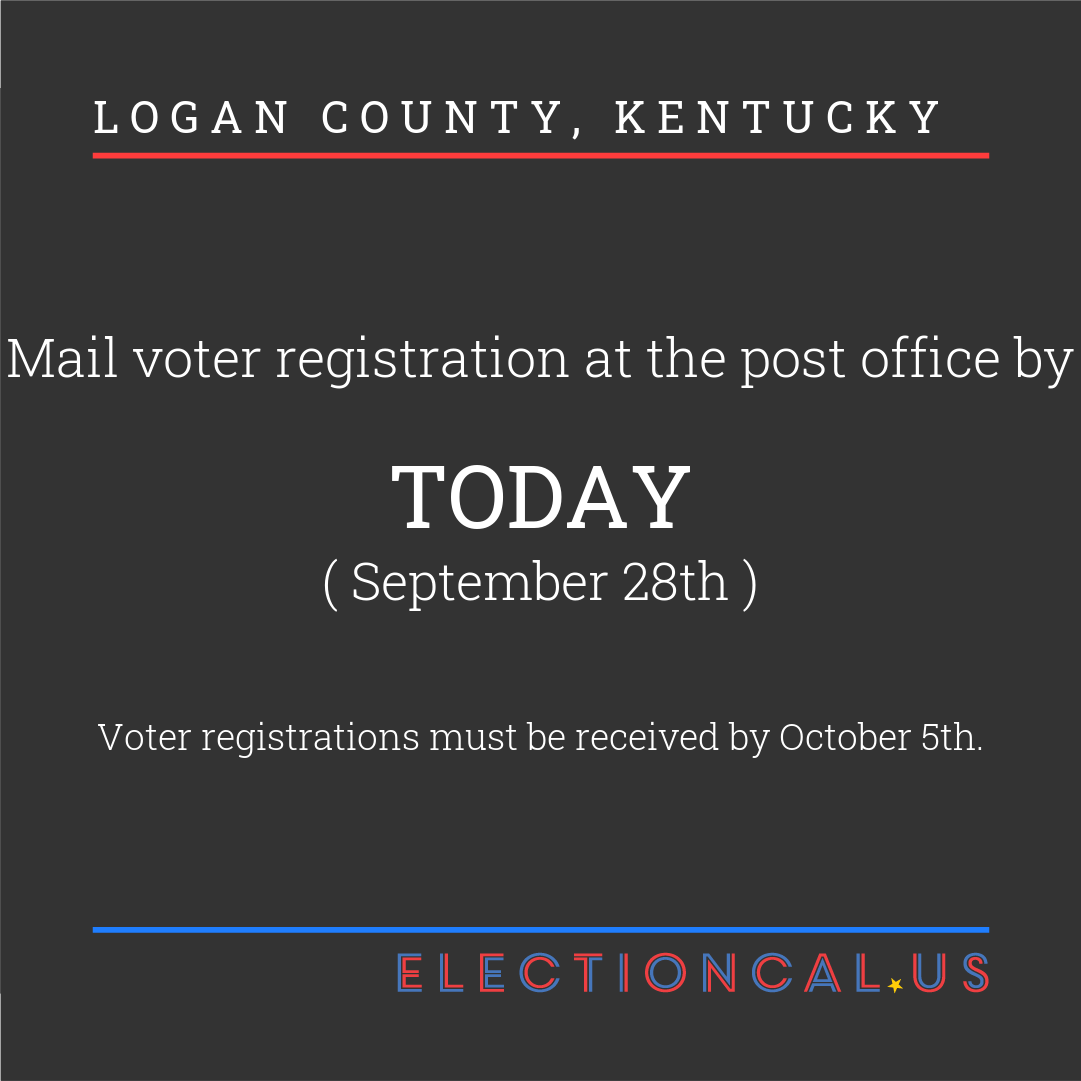 LOGAN COUNTY, KENTUCKY
Mail voter registration at the post office by
TODAY
( September 28th )
Voter registrations must be received by October 5th.
ELECTIONCAL.US